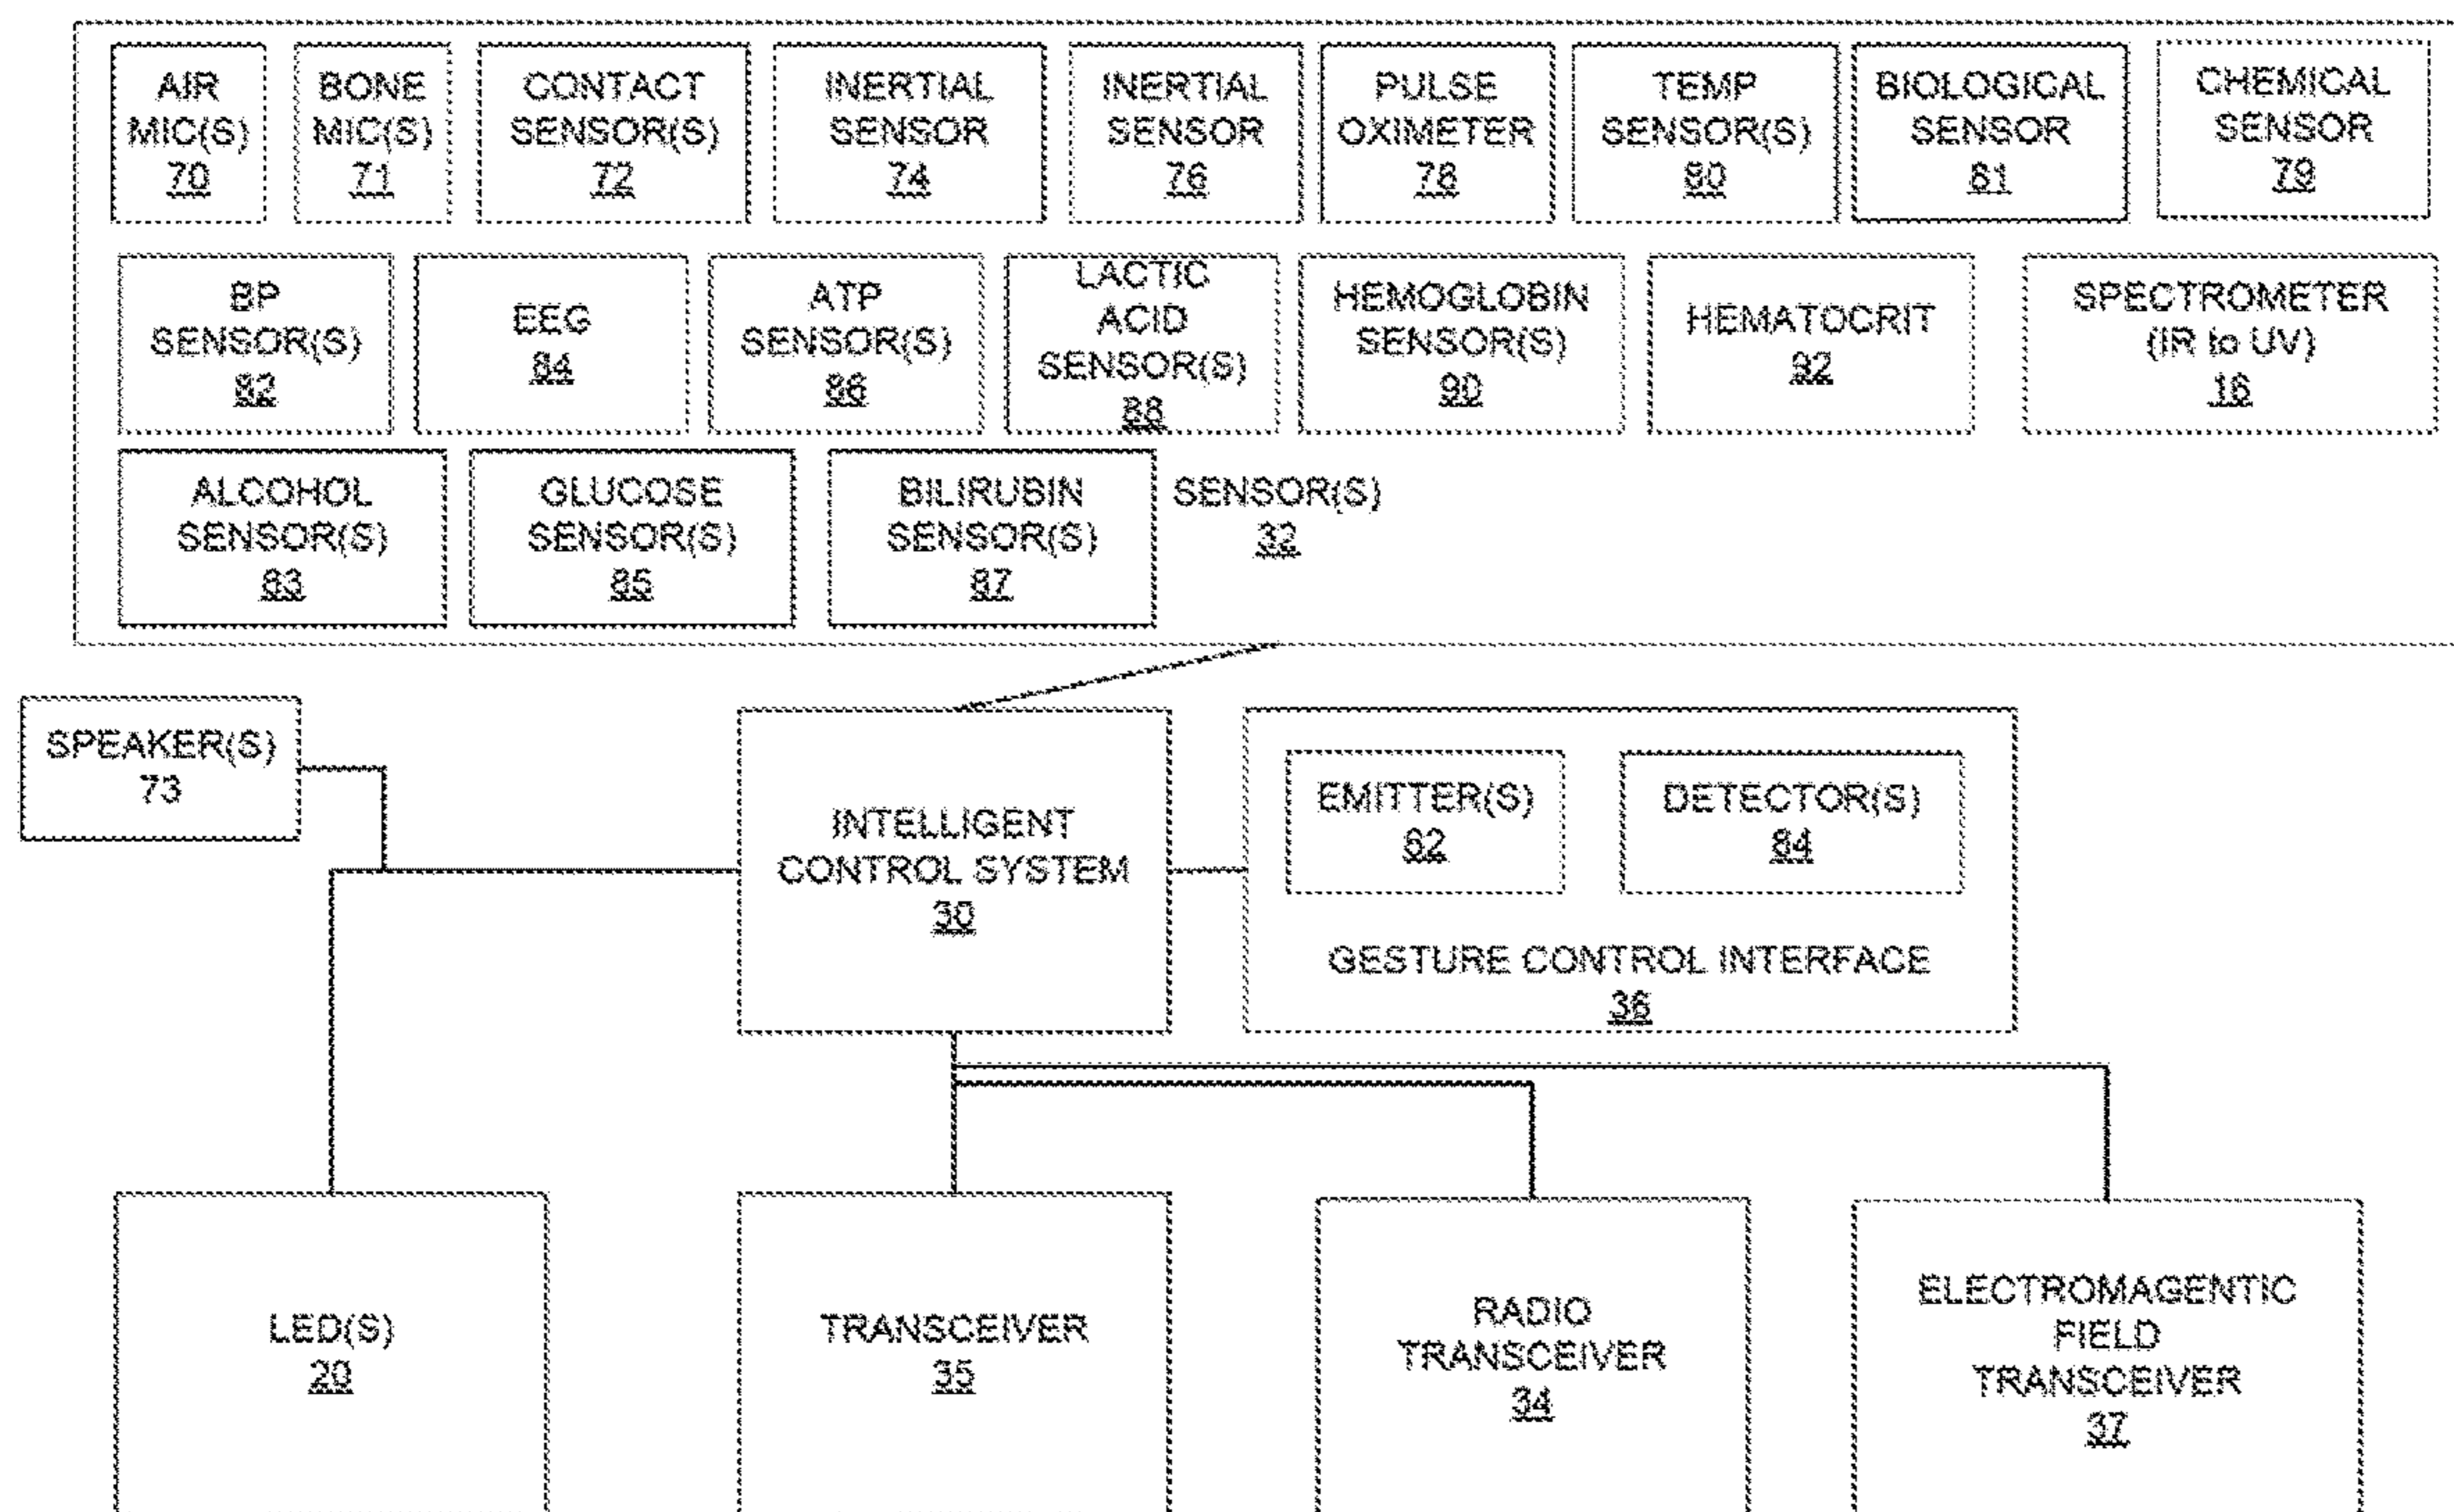 AIR
MIC(S)
70
BONE
MIC(S)
71
CONTACT
SENSOR(S)
72
INERTIAL
SENSOR
74
INERTIAL
SENSOR
76
PULSE
OXIMETER
78
TEMP
SENSOR(S)
80
BIOLOGICAL
SENSOR
81
CHEMICAL
SENSOR
79
BP
SENSOR(S)
82
EEG
84
ATP
SENSOR(S)
86
LACTIC
ACID
SENSOR(S)
88
HEMOGLOBIN
SENSOR(S)
90
HEMATOCRIT
92
SPECTROMETER
(IR to UV)
16
ALCOHOL
SENSOR(S)
83
GLUCOSE
SENSOR(S)
85
BILIRUBIN
SENSOR(S)
87
SENSOR(S)
32
SPEAKER(S)
73
INTELLIGENT
CONTROL SYSTEM
30
EMITTER(S)
62
DETECTOR(S)
64
GESTURE CONTROL INTERFACE
36
LED(S)
20
TRANSCEIVER
35
RADIO
TRANSCEIVER
34
ELECTROMAGENTIC
FIELD
TRANSCEIVER
37